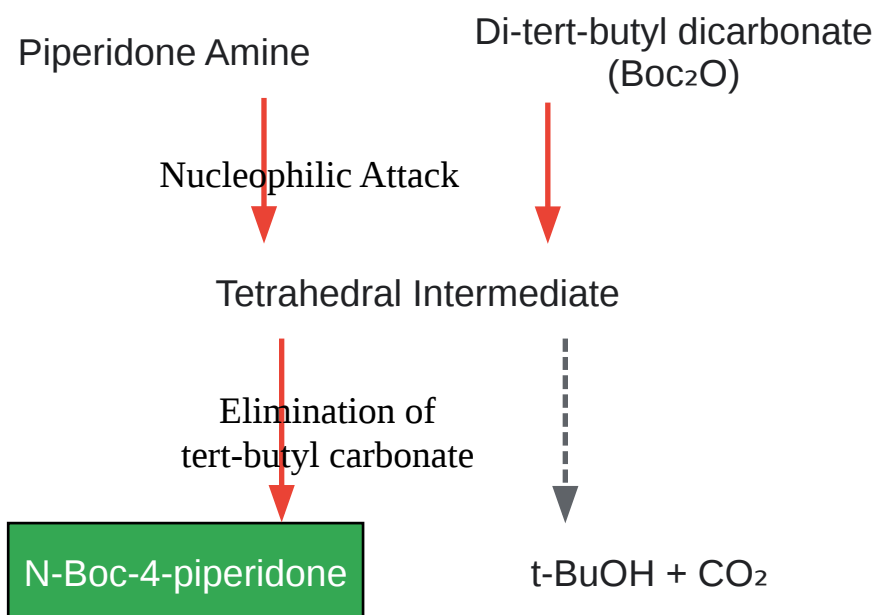 Piperidone Amine
Di-tert-butyl dicarbonate
(Boc₂O)
Nucleophilic Attack
Tetrahedral Intermediate
Elimination of
tert-butyl carbonate
N-Boc-4-piperidone
t-BuOH + CO₂